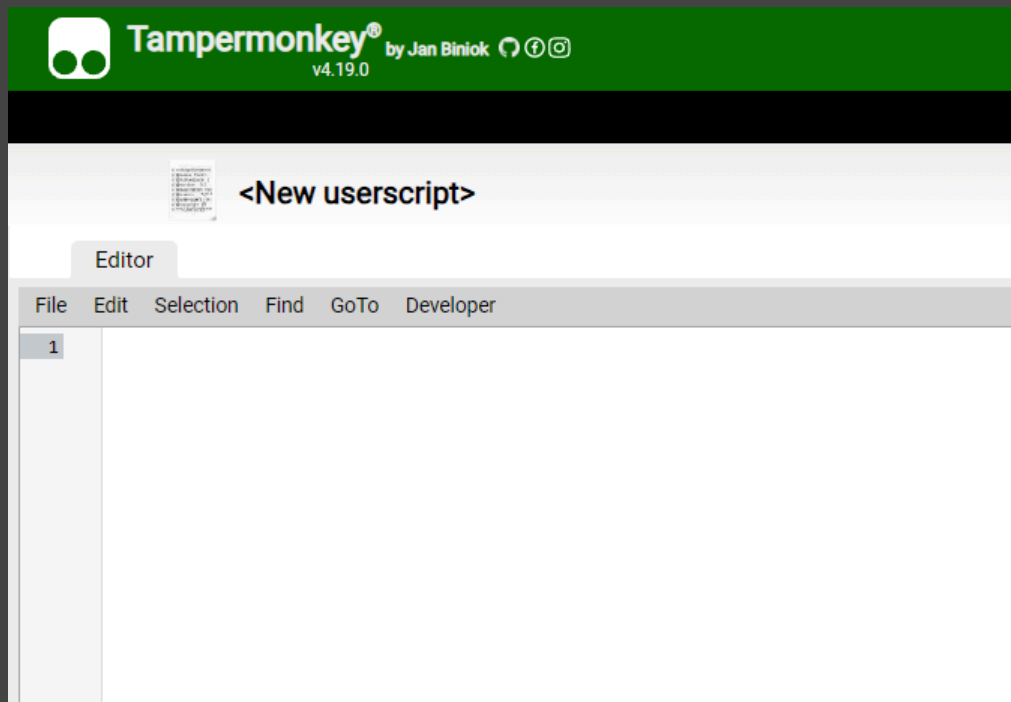 Tampermonkey® by Jan Biniok
v4.19.0
<New userscript>
Editor
File Edit Selection Find GoTo Developer
1